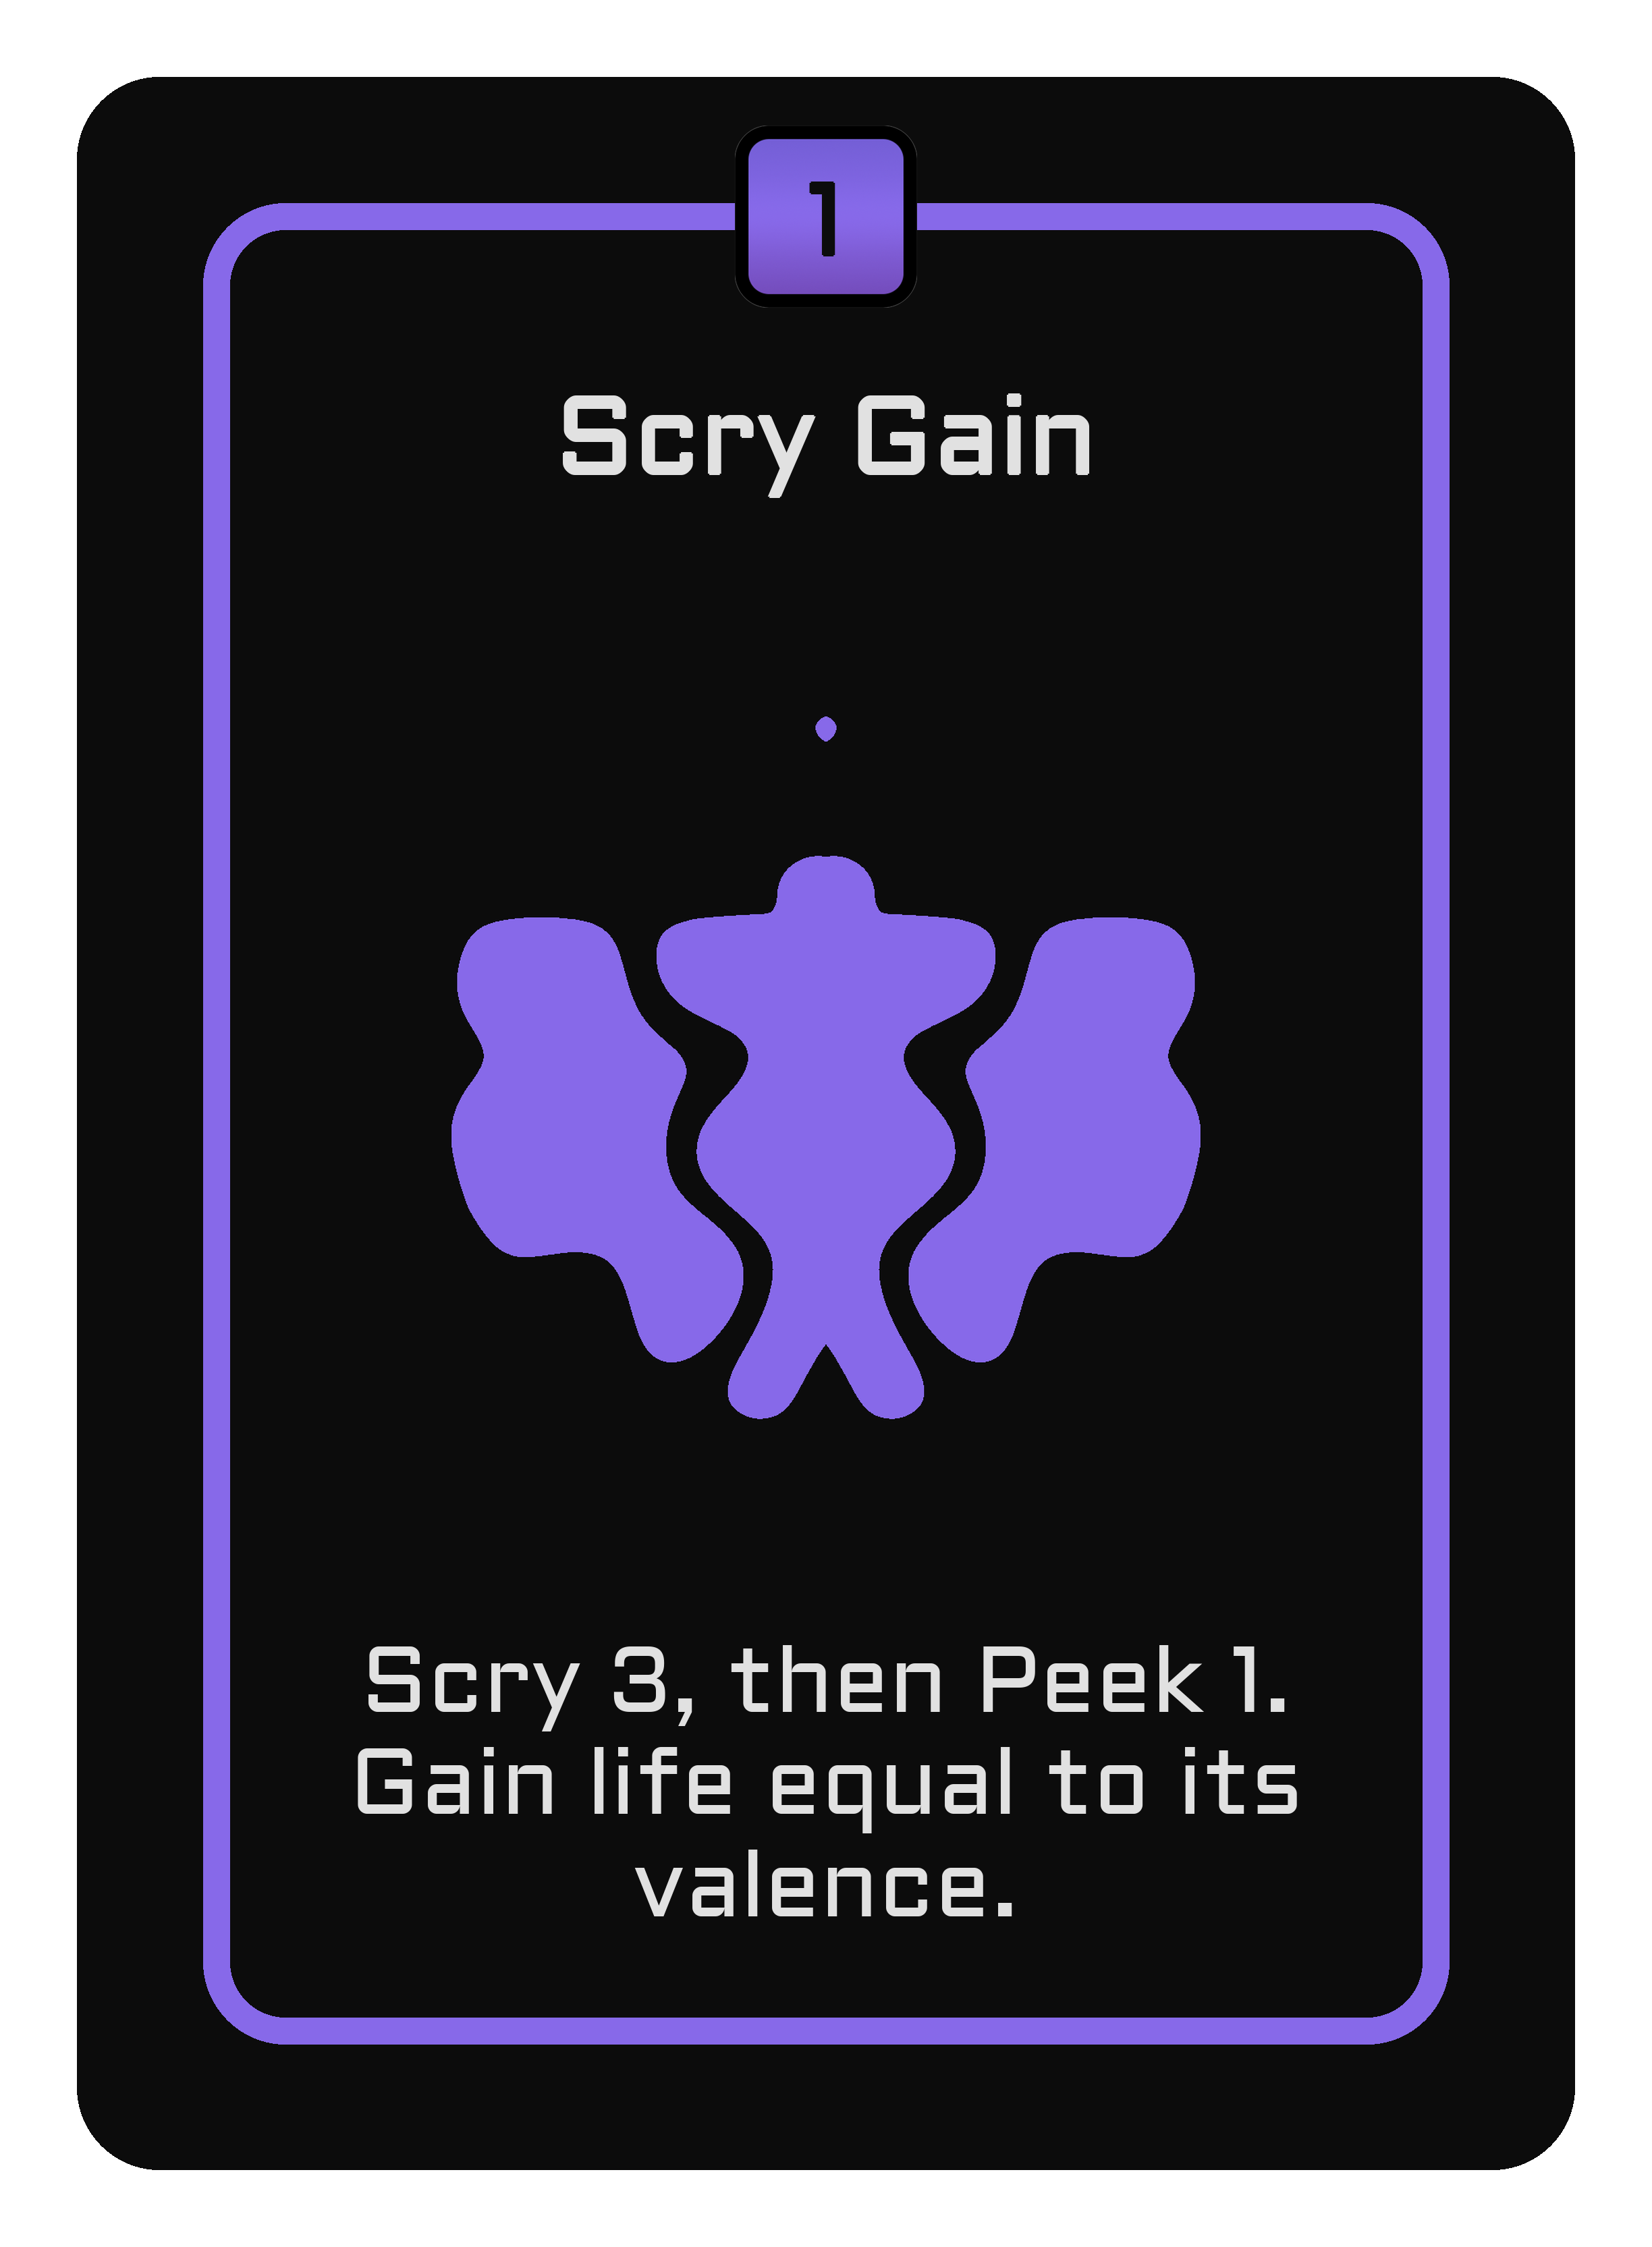 1
Scry Gain
Scry 3, then Peek 1.
Gain life equal to its
valence.